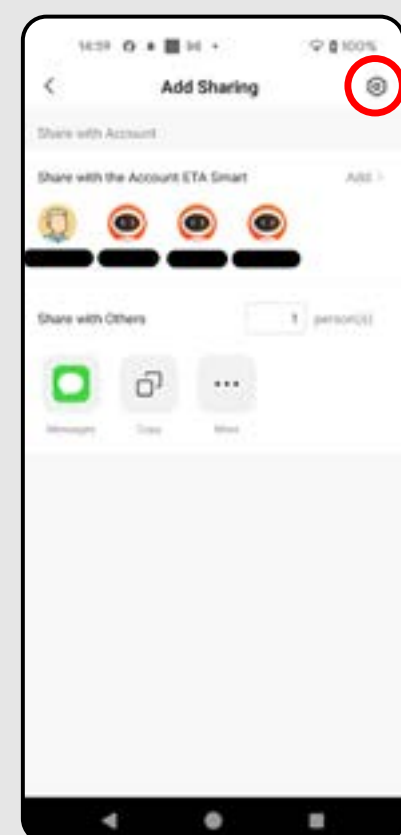 14:59 100%
Add Sharing
Share with Account
Share with the Account ETA Smart Add >
Share with Others 1 person(s)
Messages Copy More